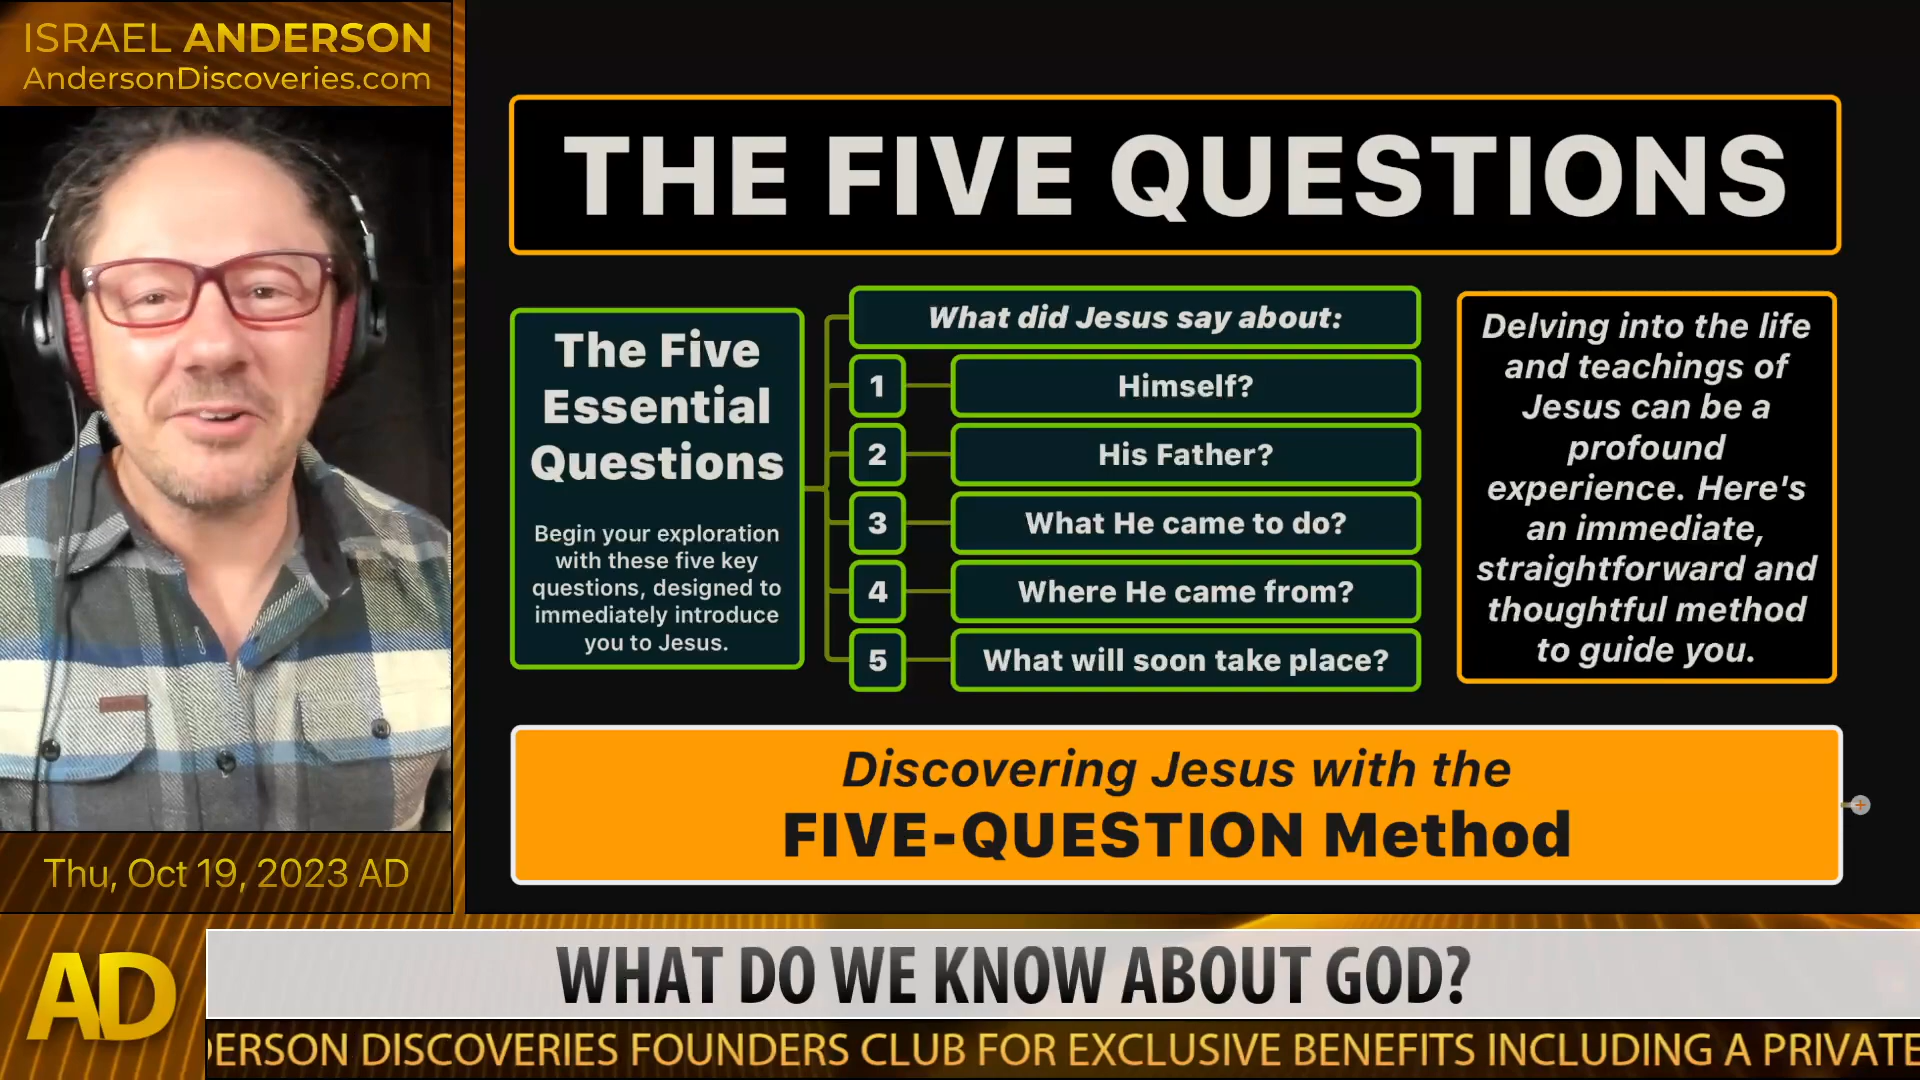 ISRAEL ANDERSON
AndersonDiscoveries.com
THE FIVE QUESTIONS
The Five
Essential
Questions
Begin your exploration
with these five key
questions, designed to
immediately introduce
you to Jesus.
What did Jesus say about:
1 Himself?
2 His Father?
3 What He came to do?
4 Where He came from?
5 What will soon take place?
Delving into the life
and teachings of
Jesus can be a
profound
experience. Here's
an immediate,
straightforward and
thoughtful method
to guide you.
Discovering Jesus with the
FIVE-QUESTION Method
Thu, Oct 19, 2023 AD
AD
WHAT DO WE KNOW ABOUT GOD?
DERSON DISCOVERIES FOUNDERS CLUB FOR EXCLUSIVE BENEFITS INCLUDING A PRIVATE